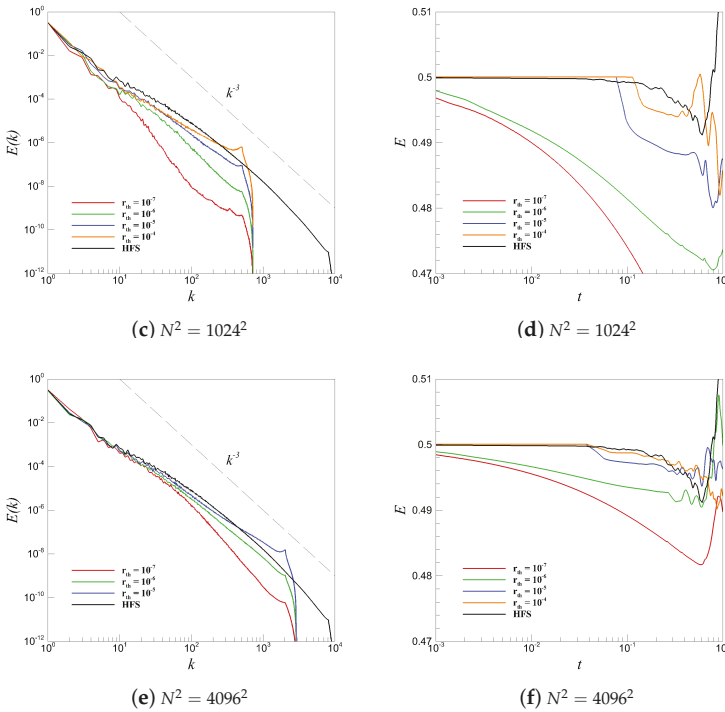 10⁰
10⁻²
10⁻⁴
10⁻⁶
10⁻⁸
10⁻¹⁰
10⁻¹²
E(k)
k⁻³
r_th = 10⁻⁷
r_th = 10⁻⁶
r_th = 10⁻⁵
r_th = 10⁻⁴
HFS
10⁰ 10¹ 10² 10³ 10⁴
k
(c) N² = 1024²
0.51
0.5
0.49
0.48
0.47
E
r_th = 10⁻⁷
r_th = 10⁻⁶
r_th = 10⁻⁵
r_th = 10⁻⁴
HFS
10⁻³ 10⁻² 10⁻¹ 10
t
(d) N² = 1024²
10⁰
10⁻²
10⁻⁴
10⁻⁶
10⁻⁸
10⁻¹⁰
10⁻¹²
E(k)
k⁻³
r_th = 10⁻⁷
r_th = 10⁻⁶
r_th = 10⁻⁵
HFS
10⁰ 10¹ 10² 10³ 10⁴
k
(e) N² = 4096²
0.51
0.5
0.49
0.48
0.47
E
r_th = 10⁻⁷
r_th = 10⁻⁶
r_th = 10⁻⁵
r_th = 10⁻⁴
HFS
10⁻³ 10⁻² 10⁻¹ 10
t
(f) N² = 4096²